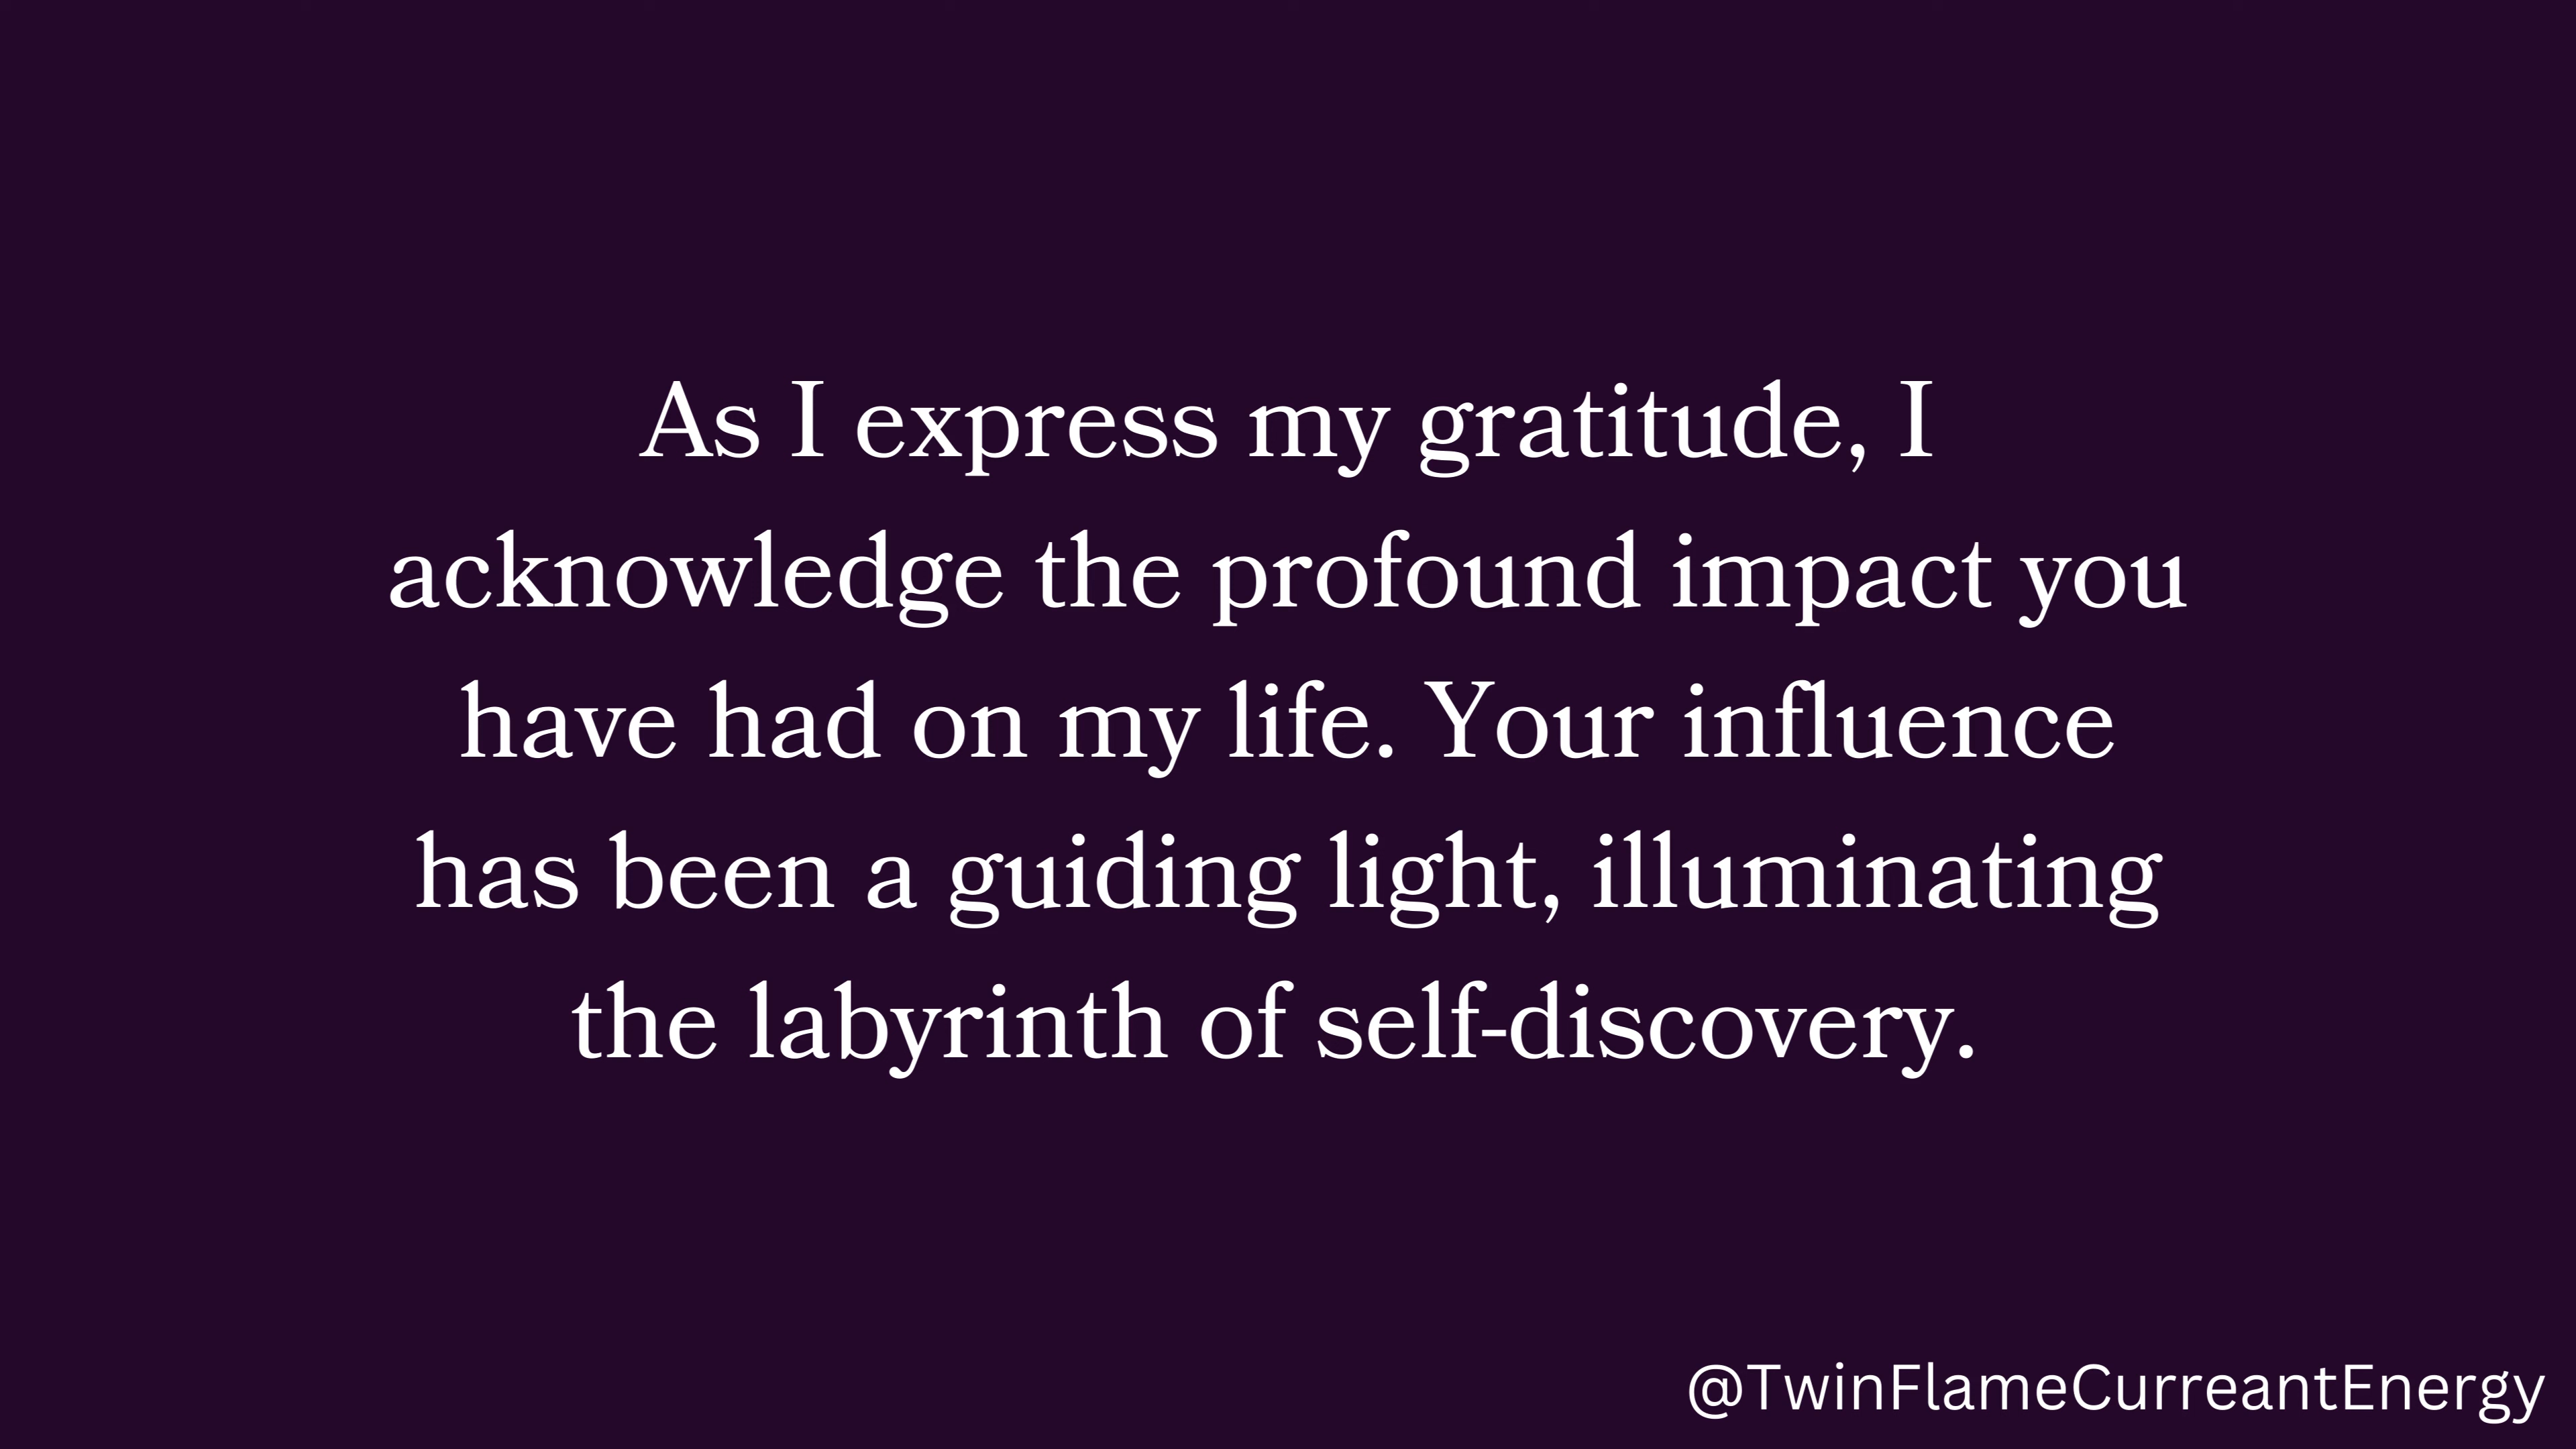 As I express my gratitude, I
acknowledge the profound impact you
have had on my life. Your influence
has been a guiding light, illuminating
the labyrinth of self-discovery.
@TwinFlameCurreantEnergy